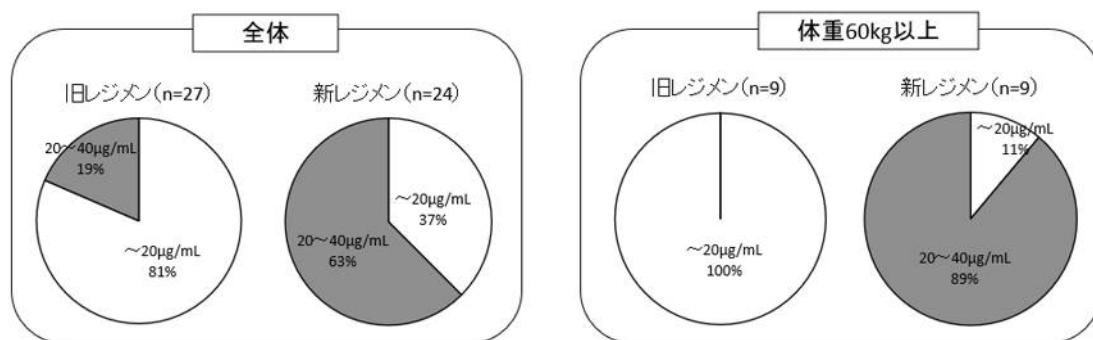 全体
旧レジメン(n=27)
新レジメン(n=24)
20～40μg/mL
19%
～20μg/mL
81%
～20μg/mL
37%
20～40μg/mL
63%
体重60kg以上
旧レジメン(n=9)
新レジメン(n=9)
～20μg/mL
100%
～20μg/mL
11%
20～40μg/mL
89%